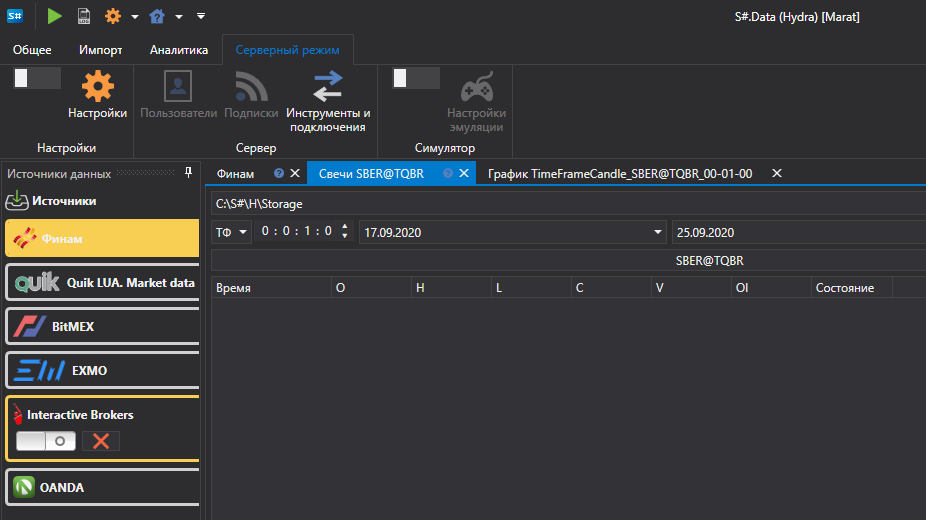 S# LOG S#.Data (Hydra) [Marat]
Общее Импорт Аналитика Серверный режим
Настройки Пользователи Подписки Инструменты и подключения Настройки эмуляции
Настройки Сервер Симулятор
Источники данных
Финам ? Свечи SBER@TQBR ? График TimeFrameCandle_SBER@TQBR_00-01-00
Источники
C:\S#\H\Storage
Финам
ТФ 0 : 0 : 1 : 0 17.09.2020 25.09.2020
SBER@TQBR
quik Quik LUA. Market data
Время O H L C V OI Состояние
BitMEX
EXMO
Interactive Brokers
OANDA